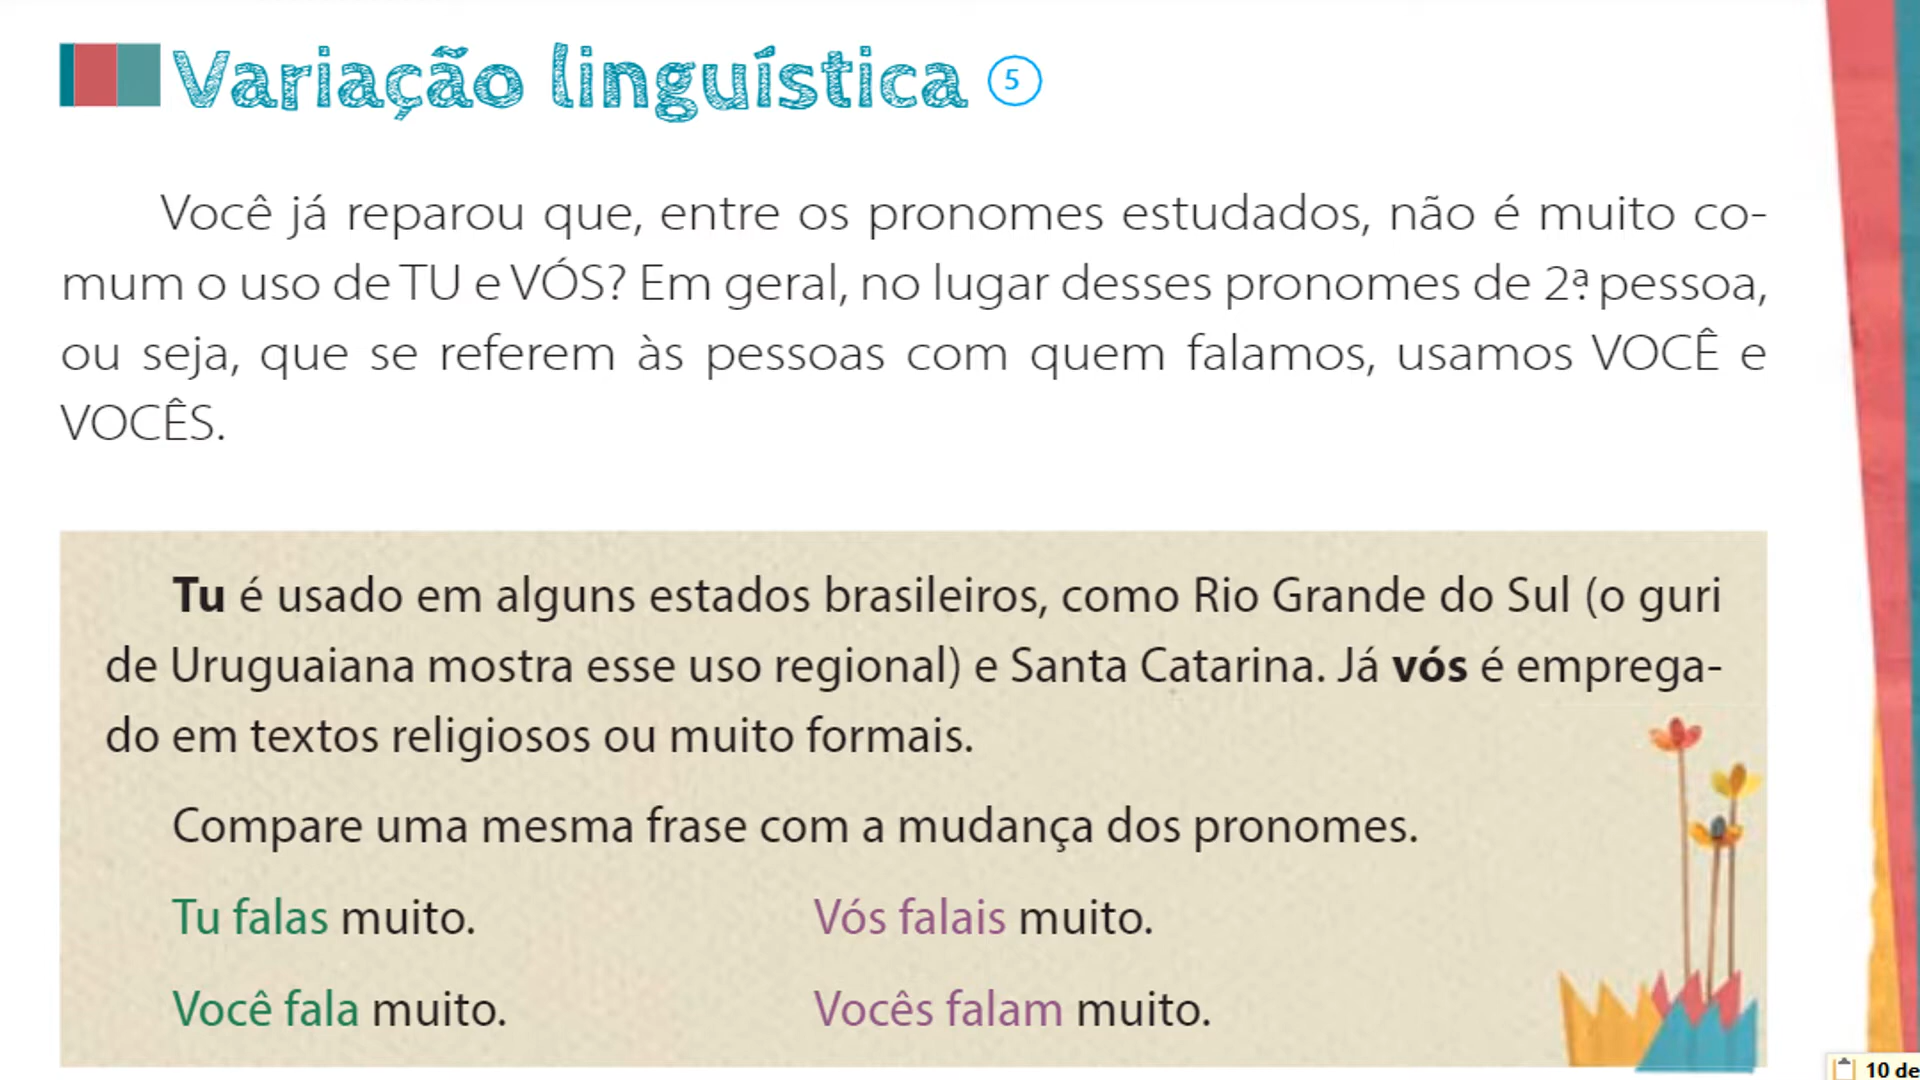 Variação linguística 5
Você já reparou que, entre os pronomes estudados, não é muito co-
mum o uso de TU e VÓS? Em geral, no lugar desses pronomes de 2ª pessoa,
ou seja, que se referem às pessoas com quem falamos, usamos VOCÊ e
VOCÊS.
Tu é usado em alguns estados brasileiros, como Rio Grande do Sul (o guri
de Uruguaiana mostra esse uso regional) e Santa Catarina. Já vós é emprega-
do em textos religiosos ou muito formais.
Compare uma mesma frase com a mudança dos pronomes.
Tu falas muito.
Vós falais muito.
Você fala muito.
Vocês falam muito.
10 de